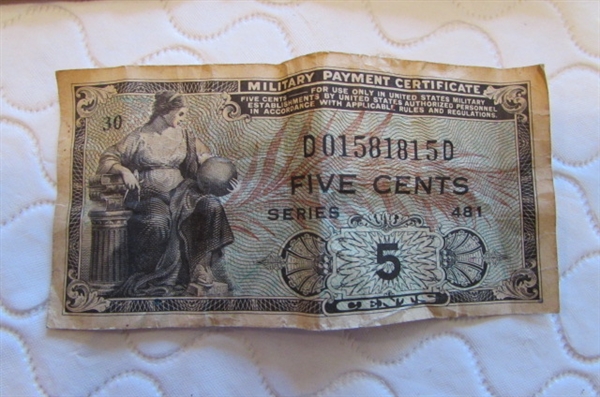 MILITARY PAYMENT CERTIFICATE
FIVE CENTS FOR USE ONLY IN UNITED STATES MILITARY
ESTABLISHMENTS BY UNITED STATES AUTHORIZED PERSONNEL
IN ACCORDANCE WITH APPLICABLE RULES AND REGULATIONS.
30
D01581815D
FIVE CENTS
SERIES 481
5
CENTS